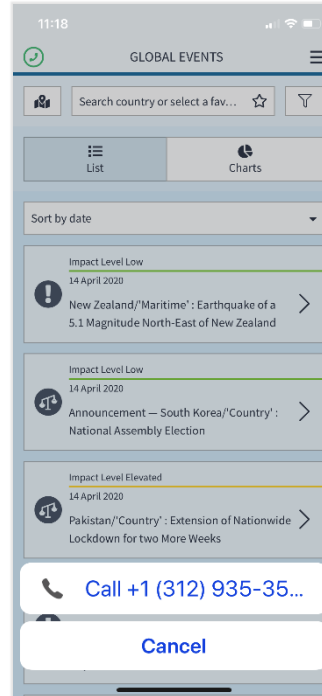 11:18
GLOBAL EVENTS
Search country or select a fav...
List
Charts
Sort by date
Impact Level Low
14 April 2020
New Zealand/'Maritime' : Earthquake of a
5.1 Magnitude North-East of New Zealand
Impact Level Low
14 April 2020
Announcement — South Korea/'Country' :
National Assembly Election
Impact Level Elevated
14 April 2020
Pakistan/'Country' : Extension of Nationwide
Lockdown for two More Weeks
Call +1 (312) 935-35...
Cancel